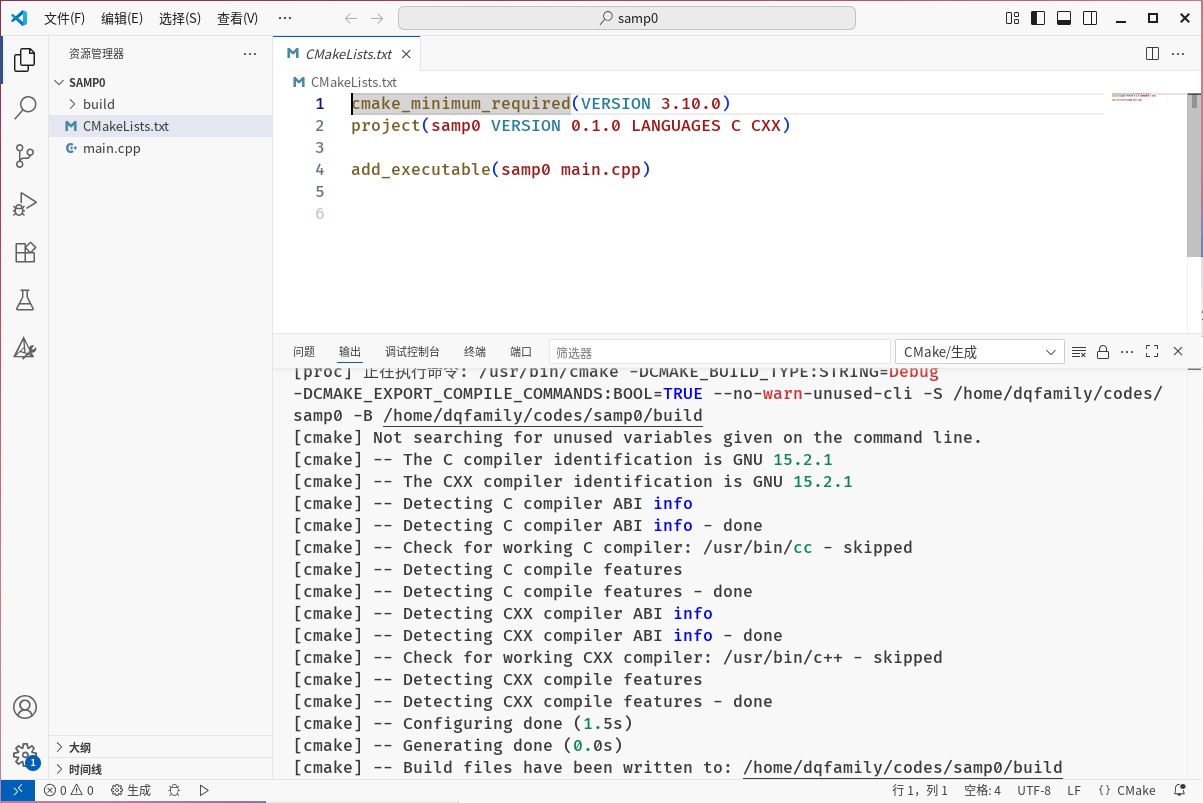 文件(F) 编辑(E) 选择(S) 查看(V) ··· samp0
资源管理器 ···
SAMP0
build
CMakeLists.txt
main.cpp
大纲
时间线
CMakeLists.txt
CMakeLists.txt
1 cmake_minimum_required(VERSION 3.10.0)
2 project(samp0 VERSION 0.1.0 LANGUAGES C CXX)
3
4 add_executable(samp0 main.cpp)
5
6
问题 输出 调试控制台 终端 端口 筛选器 CMake/生成
[proc] 正在执行命令: /usr/bin/cmake -DCMAKE_BUILD_TYPE:STRING=Debug
-DCMAKE_EXPORT_COMPILE_COMMANDS:BOOL=TRUE --no-warn-unused-cli -S /home/dqfamily/codes/
samp0 -B /home/dqfamily/codes/samp0/build
[cmake] Not searching for unused variables given on the command line.
[cmake] -- The C compiler identification is GNU 15.2.1
[cmake] -- The CXX compiler identification is GNU 15.2.1
[cmake] -- Detecting C compiler ABI info
[cmake] -- Detecting C compiler ABI info - done
[cmake] -- Check for working C compiler: /usr/bin/cc - skipped
[cmake] -- Detecting C compile features
[cmake] -- Detecting C compile features - done
[cmake] -- Detecting CXX compiler ABI info
[cmake] -- Detecting CXX compiler ABI info - done
[cmake] -- Check for working CXX compiler: /usr/bin/c++ - skipped
[cmake] -- Detecting CXX compile features
[cmake] -- Detecting CXX compile features - done
[cmake] -- Configuring done (1.5s)
[cmake] -- Generating done (0.0s)
[cmake] -- Build files have been written to: /home/dqfamily/codes/samp0/build
1
0 0 生成 行 1，列 1 空格: 4 UTF-8 LF {} CMake